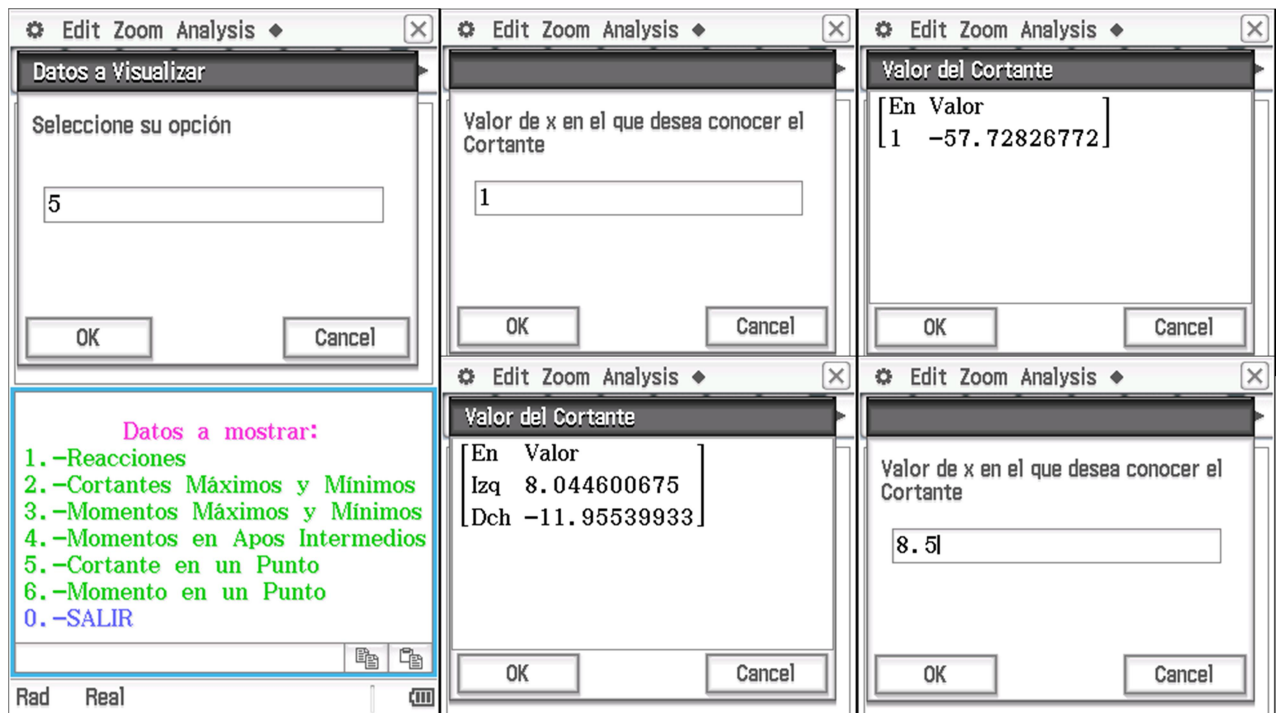 Edit Zoom Analysis
Datos a Visualizar
Seleccione su opción
5
OK Cancel
Datos a mostrar:
1.-Reacciones
2.-Cortantes Máximos y Mínimos
3.-Momentos Máximos y Mínimos
4.-Momentos en Apos Intermedios
5.-Cortante en un Punto
6.-Momento en un Punto
0.-SALIR
Rad Real
Edit Zoom Analysis
Valor de x en el que desea conocer el
Cortante
1
OK Cancel
Edit Zoom Analysis
Valor del Cortante
En Valor
1 -57.72826772
OK Cancel
Edit Zoom Analysis
Valor del Cortante
En Valor
Izq 8.044600675
Dch -11.95539933
OK Cancel
Edit Zoom Analysis
Valor de x en el que desea conocer el
Cortante
8.5
OK Cancel